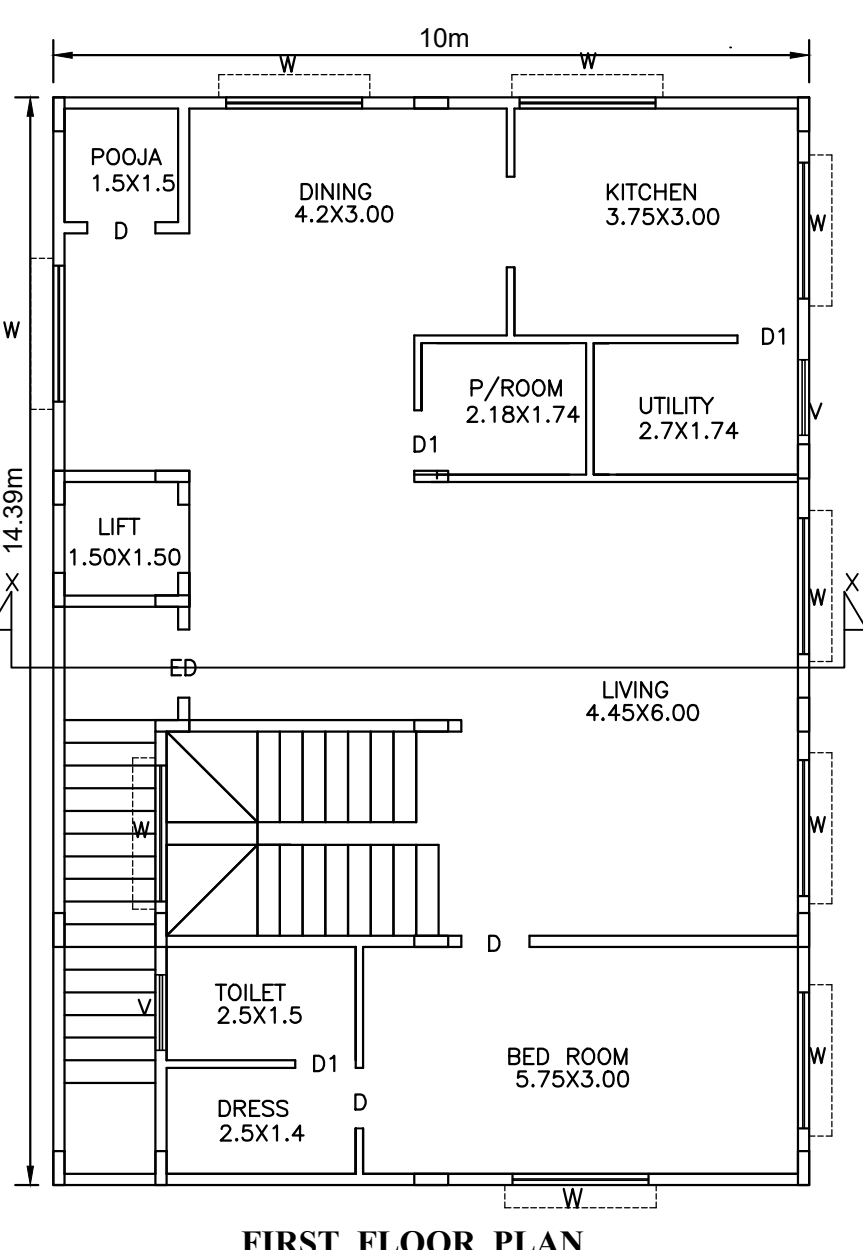 10m
W
W
POOJA
1.5X1.5
D
DINING
4.2X3.00
KITCHEN
3.75X3.00
W
W
D1
P/ROOM
2.18X1.74
UTILITY
2.7X1.74
V
D1
14.39m
LIFT
1.50X1.50
X
X
W
ED
LIVING
4.45X6.00
W
W
D
TOILET
2.5X1.5
V
D1
BED ROOM
5.75X3.00
W
DRESS
2.5X1.4
D
W
FIRST FLOOR PLAN